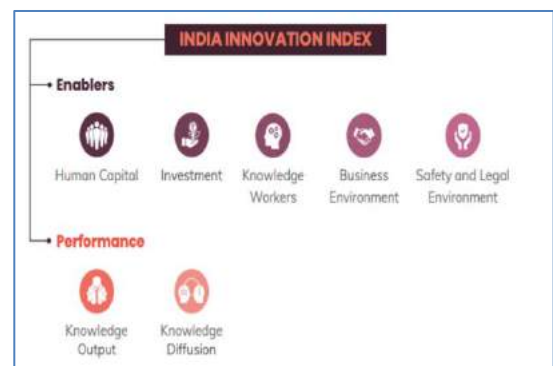 INDIA INNOVATION INDEX
Enablers
Human Capital
Investment
Knowledge
Workers
Business
Environment
Safety and Legal
Environment
Performance
Knowledge
Output
Knowledge
Diffusion